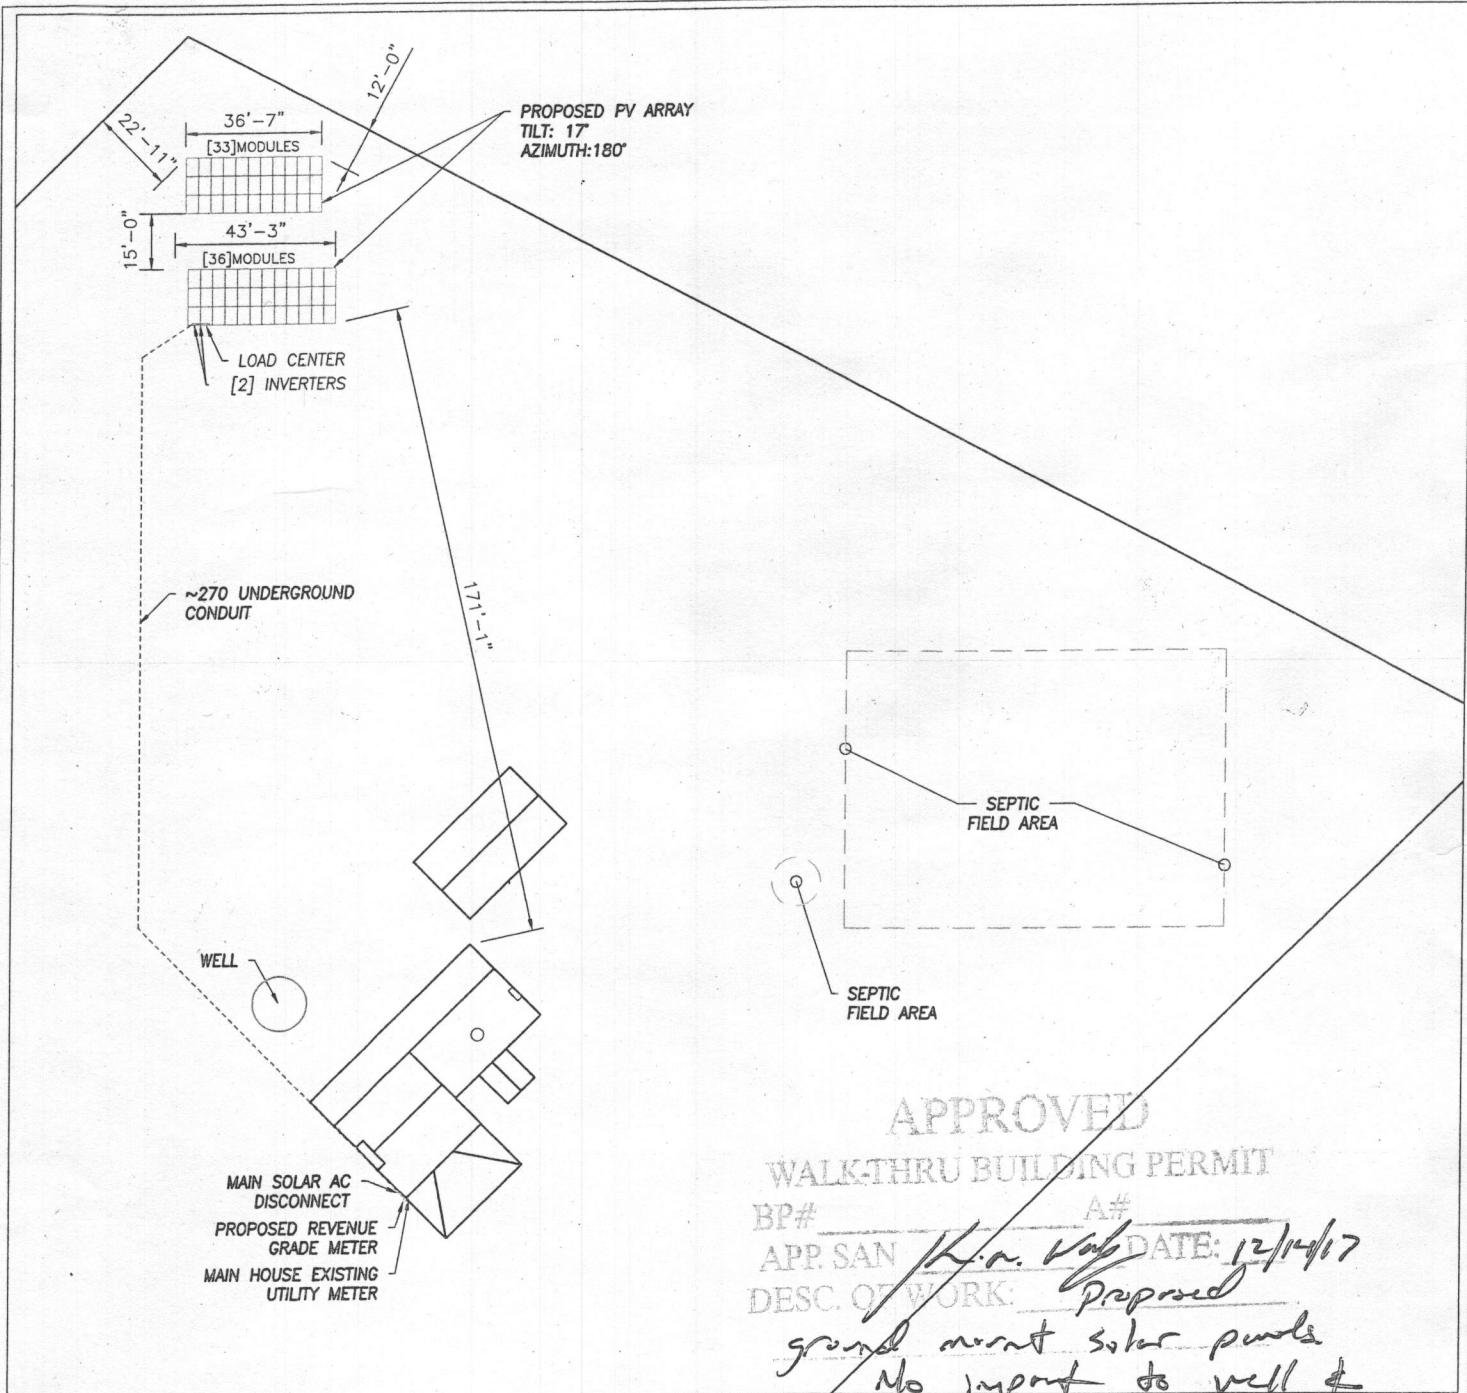 12'-0"
22'-11"
36'-7"
[33]MODULES
PROPOSED PV ARRAY
TILT: 17°
AZIMUTH:180°
15'-0"
43'-3"
[36]MODULES
LOAD CENTER
[2] INVERTERS
~270 UNDERGROUND
CONDUIT
171'-1"
SEPTIC
FIELD AREA
WELL
SEPTIC
FIELD AREA
MAIN SOLAR AC
DISCONNECT
PROPOSED REVENUE
GRADE METER
MAIN HOUSE EXISTING
UTILITY METER
APPROVED
WALK-THRU BUILDING PERMIT
BP# A#
APP. SAN DATE: 12/14/17
DESC. OF WORK: Proposed
ground mount solar panels
No impact to well &